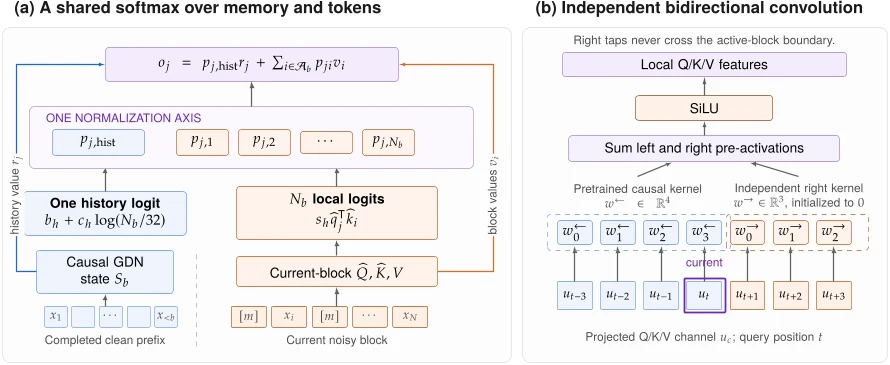 (a) A shared softmax over memory and tokens
o_j = p_{j,hist} r_j + ∑_{i∈𝒜_b} p_{ji} v_i
ONE NORMALIZATION AXIS
p_{j,hist} p_{j,1} p_{j,2} ··· p_{j,N_b}
history value r_j
block values v_i
One history logit
b_h + c_h log(N_b/32)
N_b local logits
s_h q̂_j^⊤ k̂_i
Causal GDN
state S_b
Current-block Q̂, K̂, V
x_1 ··· x_{<b} [m] x_i [m] ··· x_N
Completed clean prefix
Current noisy block
(b) Independent bidirectional convolution
Right taps never cross the active-block boundary.
Local Q/K/V features
SiLU
Sum left and right pre-activations
Pretrained causal kernel
w^← ∈ ℝ^4
Independent right kernel
w^→ ∈ ℝ^3, initialized to 0
w_0^← w_1^← w_2^← w_3^← w_0^→ w_1^→ w_2^→
current
u_{t−3} u_{t−2} u_{t−1} u_t u_{t+1} u_{t+2} u_{t+3}
Projected Q/K/V channel u_c; query position t